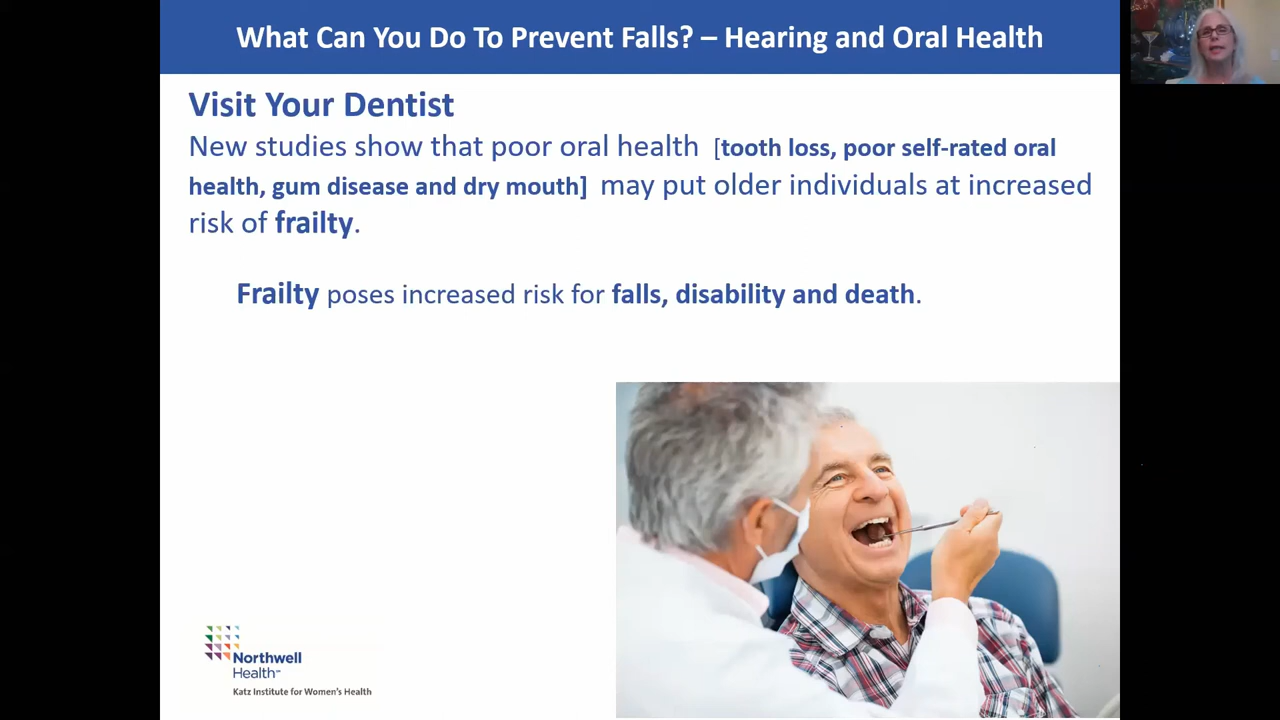 What Can You Do To Prevent Falls? – Hearing and Oral Health
Visit Your Dentist
New studies show that poor oral health [tooth loss, poor self-rated oral
health, gum disease and dry mouth] may put older individuals at increased
risk of frailty.
Frailty poses increased risk for falls, disability and death.
Northwell
Health℠
Katz Institute for Women's Health